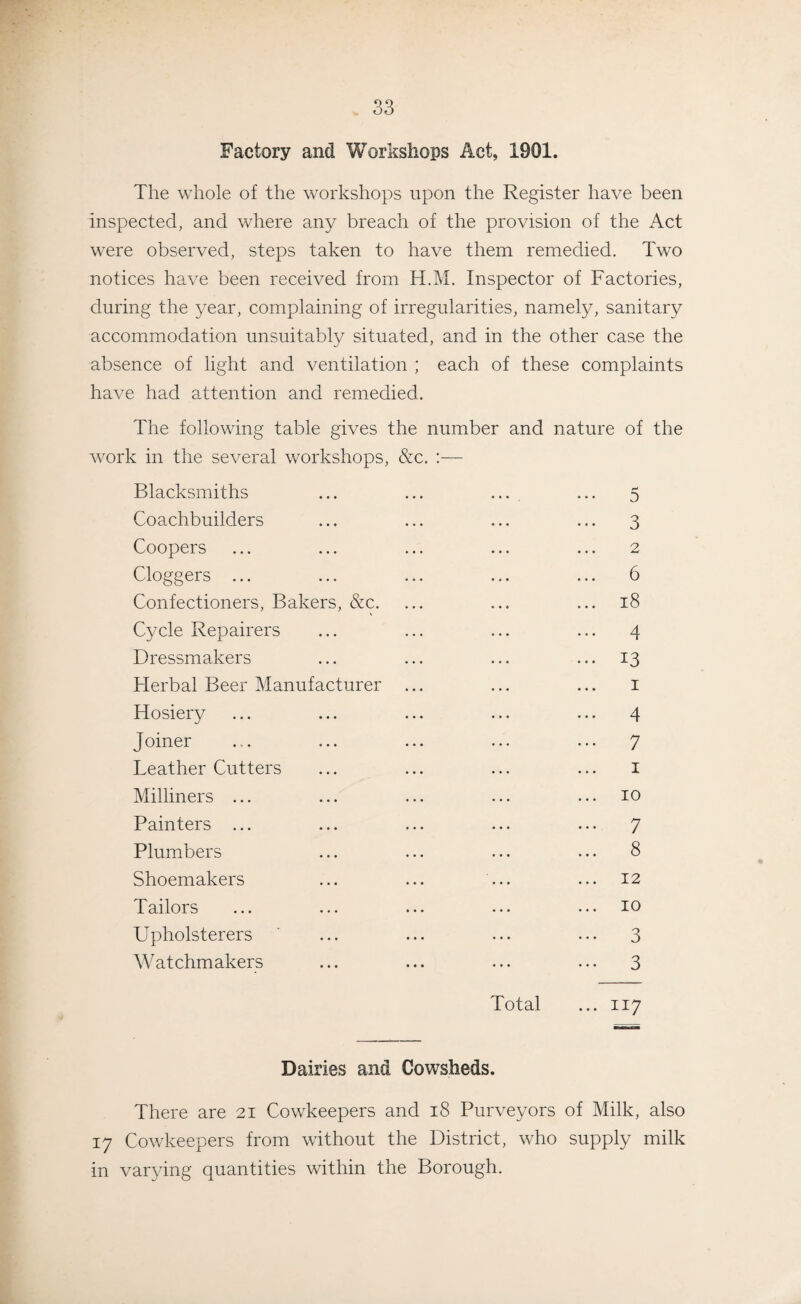 33
Factory and Workshops Act, 1901.
The whole of the workshops upon the Register have been
inspected, and where any breach of the provision of the Act
were observed, steps taken to have them remedied. Two
notices have been received from H.M. Inspector of Factories,
during the year, complaining of irregularities, namely, sanitary
accommodation unsuitably situated, and in the other case the
absence of light and ventilation ; each of these complaints
have had attention and remedied.
The following table gives the number and nature of the
work in the several workshops, &c. :—
Blacksmiths ... ... ... ... 5
Coachbuilders ... ... ... ... 3
Coopers ... ... ... ... ... 2
Cloggers ... ... ... ... ... 6
Confectioners, Bakers, &c. ... ... ... 18
Cycle Repairers ... ... ... ... 4
Dressmakers ... ... ... ... 13
Herbal Beer Manufacturer ... ... ... 1
Hosiery ... ... ... ... ... 4
Joiner ... ... ... ... ... 7
Leather Cutters ... ... ... ... 1
Milliners ... ... ... ... ... 10
Painters ... ... ... ... ... 7
Plumbers ... ... ... ... 8
Shoemakers ... ... ... ... 12
Tailors ... ... ... ... ... 10
Upholsterers ... ... ... ... 3
Watchmakers ... ... ... ... 3
Total ... 117
Dairies and Cowsheds.
There are 21 Cowkeepers and 18 Purveyors of Milk, also
17 Cowkeepers from without the District, who supply milk
in varying quantities within the Borough.